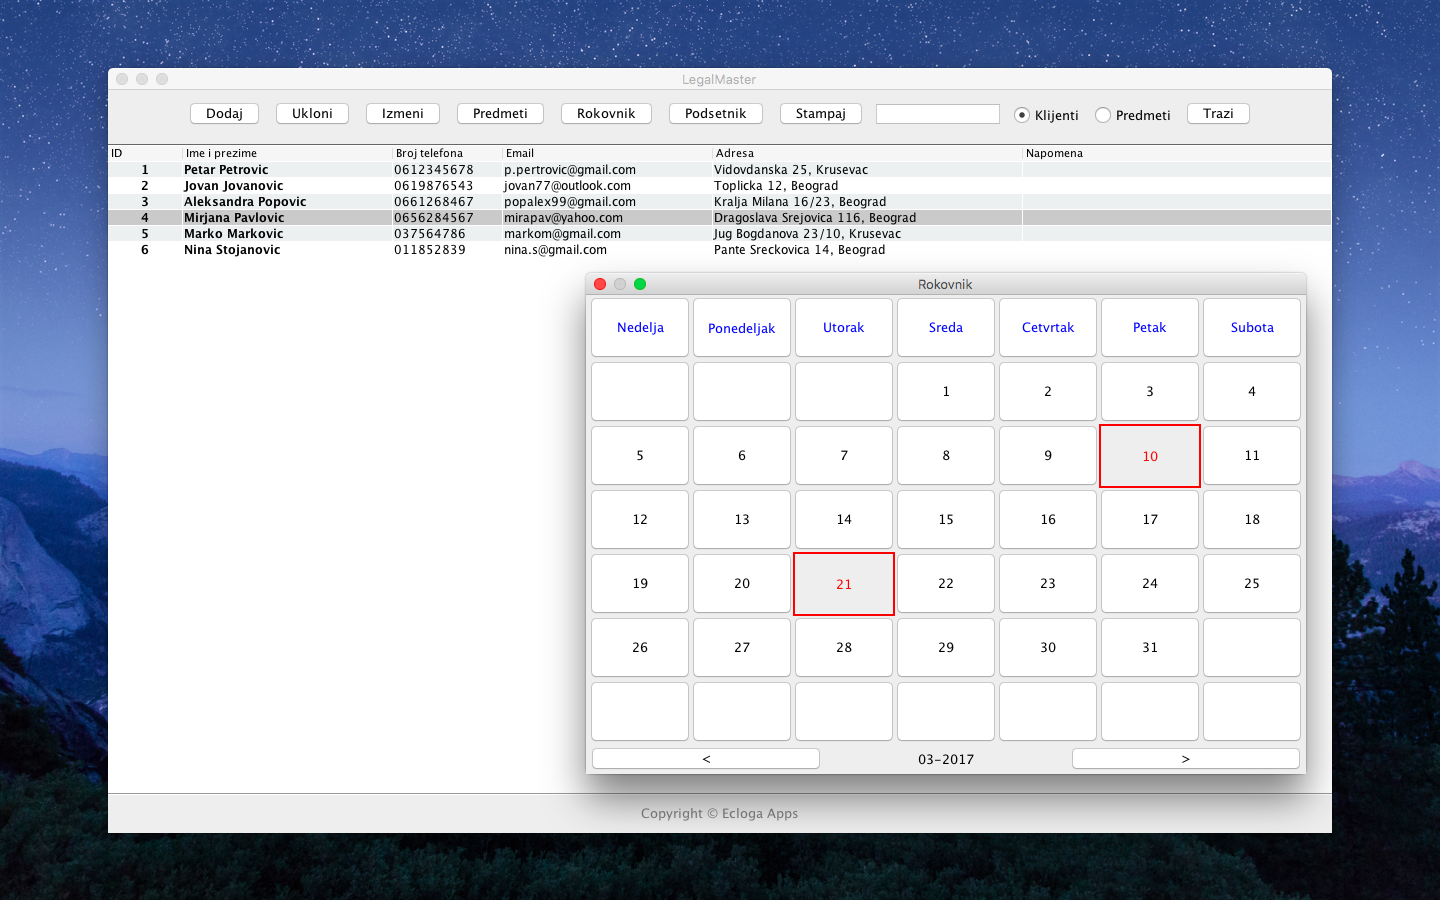 LegalMaster
Dodaj Ukloni Izmeni Predmeti Rokovnik Podsetnik Stampaj Klijenti Predmeti Trazi
ID Ime i prezime Broj telefona Email Adresa Napomena
1 Petar Petrovic 0612345678 p.pertrovic@gmail.com Vidovdanska 25, Krusevac
2 Jovan Jovanovic 0619876543 jovan77@outlook.com Toplicka 12, Beograd
3 Aleksandra Popovic 0661268467 popalex99@gmail.com Kralja Milana 16/23, Beograd
4 Mirjana Pavlovic 0656284567 mirapav@yahoo.com Dragoslava Srejovica 116, Beograd
5 Marko Markovic 037564786 markom@gmail.com Jug Bogdanova 23/10, Krusevac
6 Nina Stojanovic 011852839 nina.s@gmail.com Pante Sreckovica 14, Beograd
Rokovnik
Nedelja Ponedeljak Utorak Sreda Cetvrtak Petak Subota
1 2 3 4
5 6 7 8 9 10 11
12 13 14 15 16 17 18
19 20 21 22 23 24 25
26 27 28 29 30 31
< 03-2017 >
Copyright © Ecloga Apps